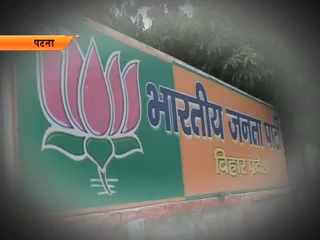 पटना
भारतीय जनता पार्टी
बिहार प्रदेश